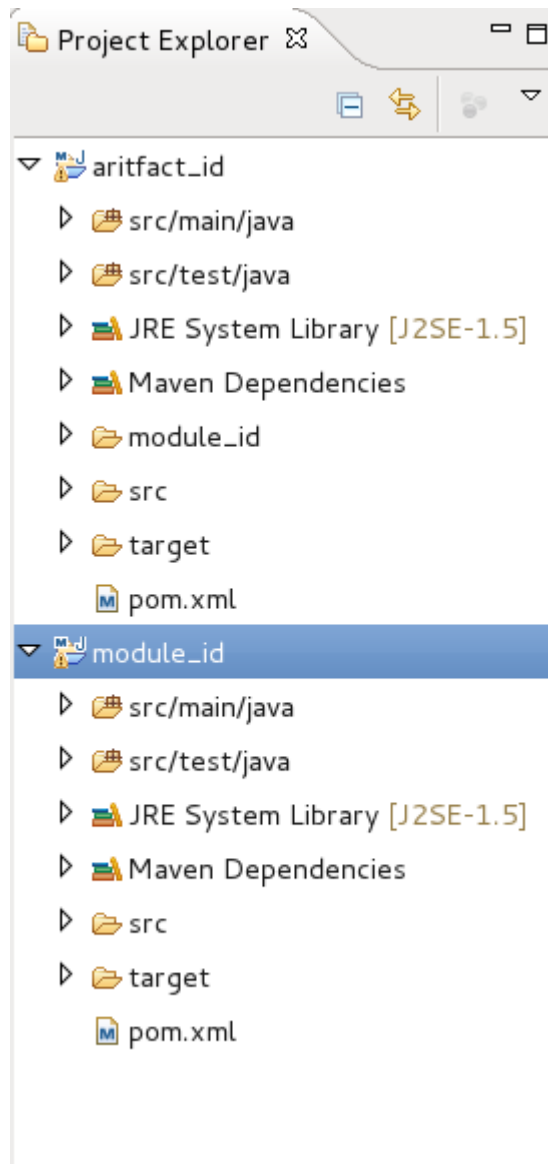 Project Explorer
aritfact_id
src/main/java
src/test/java
JRE System Library [J2SE-1.5]
Maven Dependencies
module_id
src
target
pom.xml
module_id
src/main/java
src/test/java
JRE System Library [J2SE-1.5]
Maven Dependencies
src
target
pom.xml